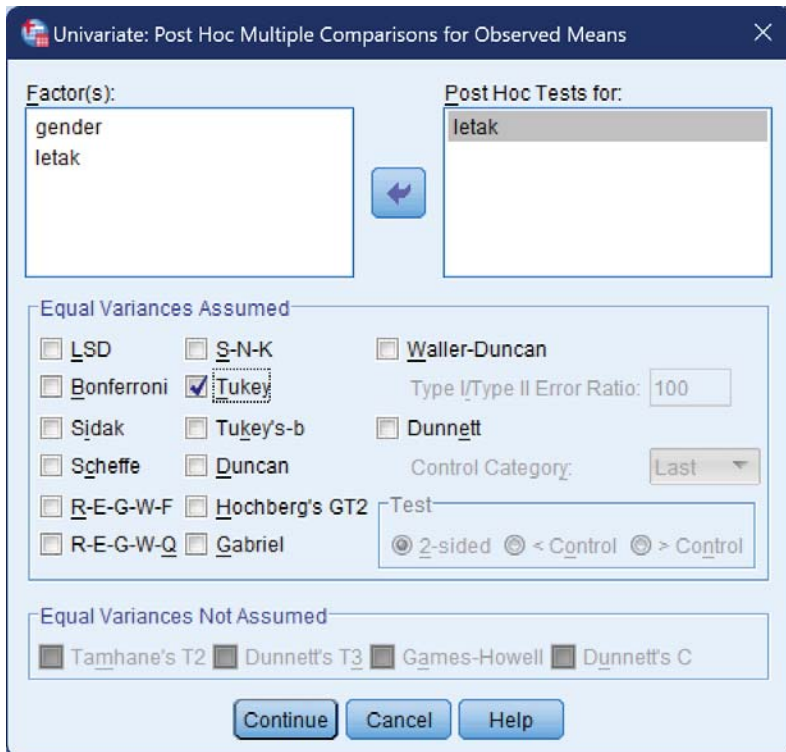 Univariate: Post Hoc Multiple Comparisons for Observed Means
Factor(s):
gender
letak
Post Hoc Tests for:
letak
Equal Variances Assumed
LSD
S-N-K
Waller-Duncan
Bonferroni
Tukey
Type I/Type II Error Ratio: 100
Sidak
Tukey's-b
Dunnett
Scheffe
Duncan
Control Category: Last
R-E-G-W-F
Hochberg's GT2
Test
R-E-G-W-Q
Gabriel
2-sided
< Control
> Control
Equal Variances Not Assumed
Tamhane's T2
Dunnett's T3
Games-Howell
Dunnett's C
Continue
Cancel
Help